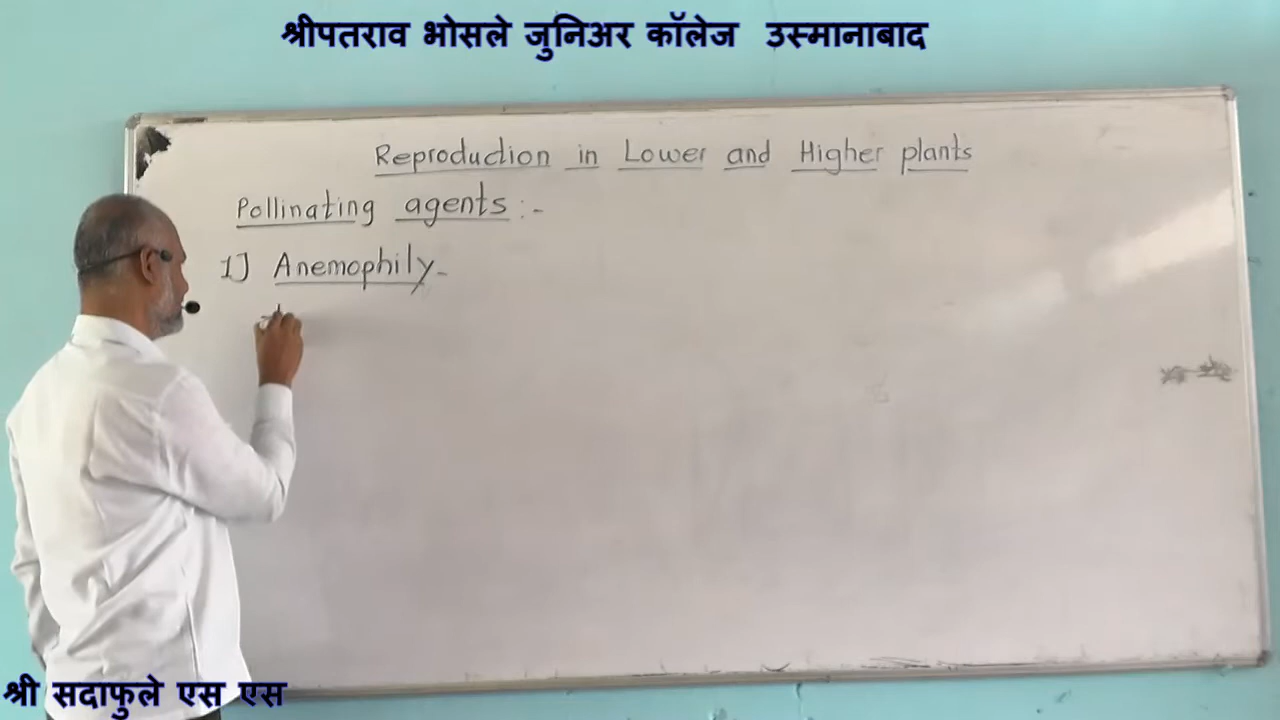 श्रीपतराव भोसले जुनिअर कॉलेज उस्मानाबाद
Reproduction in Lower and Higher plants
Pollinating agents :-
1] Anemophily -
श्री सदाफुले एस एस